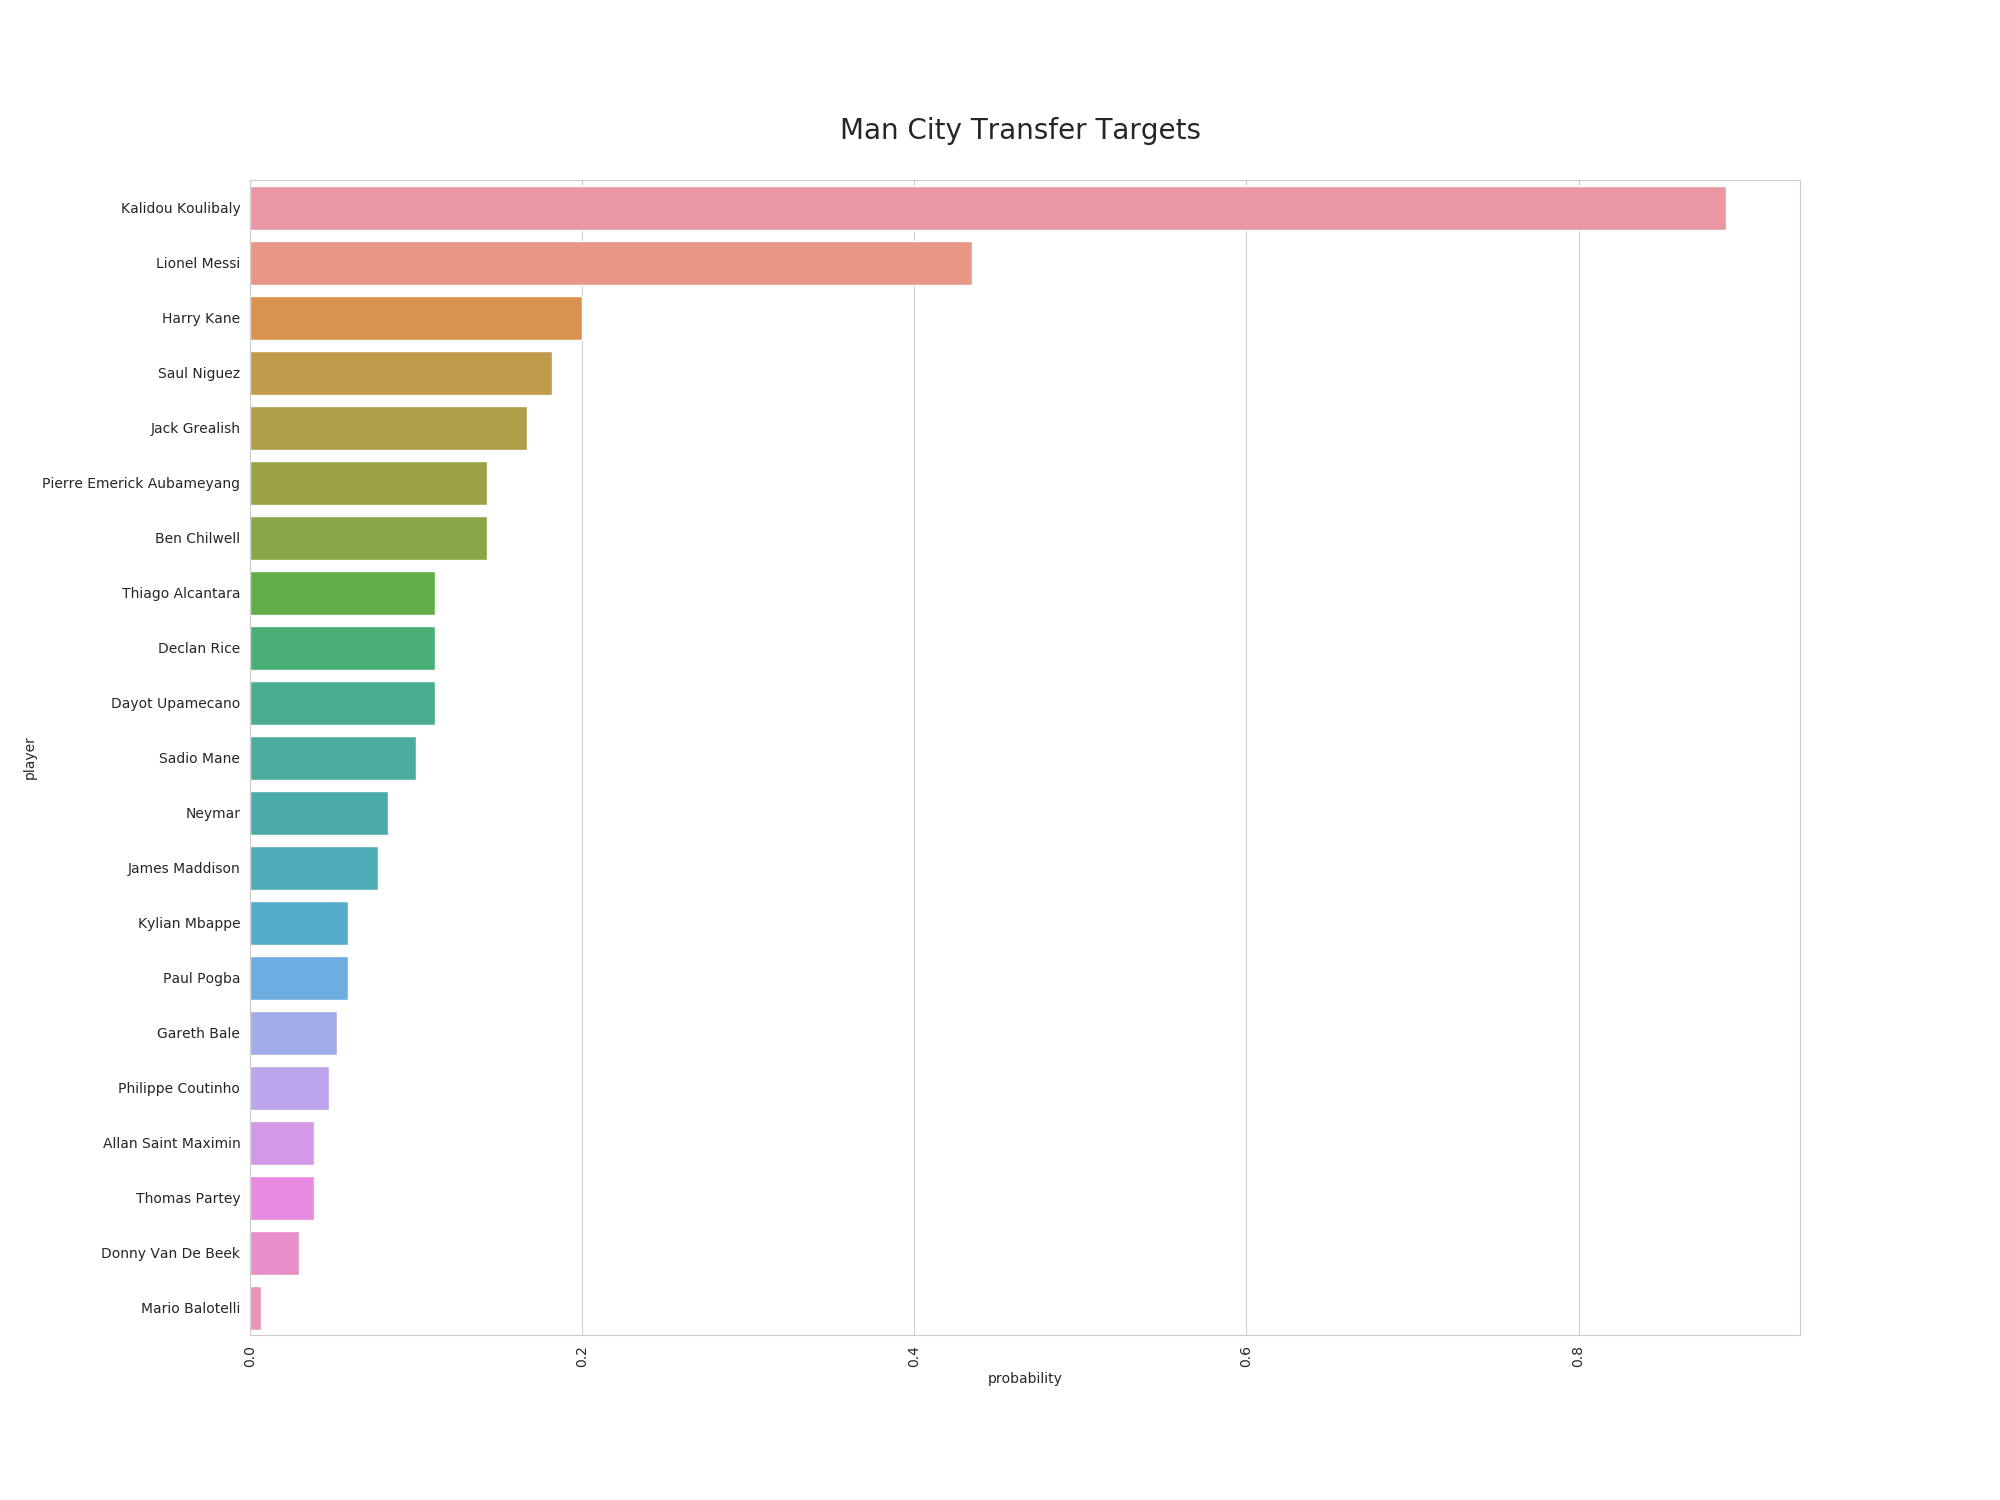 Man City Transfer Targets
Kalidou Koulibaly
Lionel Messi
Harry Kane
Saul Niguez
Jack Grealish
Pierre Emerick Aubameyang
Ben Chilwell
Thiago Alcantara
Declan Rice
Dayot Upamecano
Sadio Mane
Neymar
James Maddison
Kylian Mbappe
Paul Pogba
Gareth Bale
Philippe Coutinho
Allan Saint Maximin
Thomas Partey
Donny Van De Beek
Mario Balotelli
player
0.0 0.2 0.4 0.6 0.8
probability